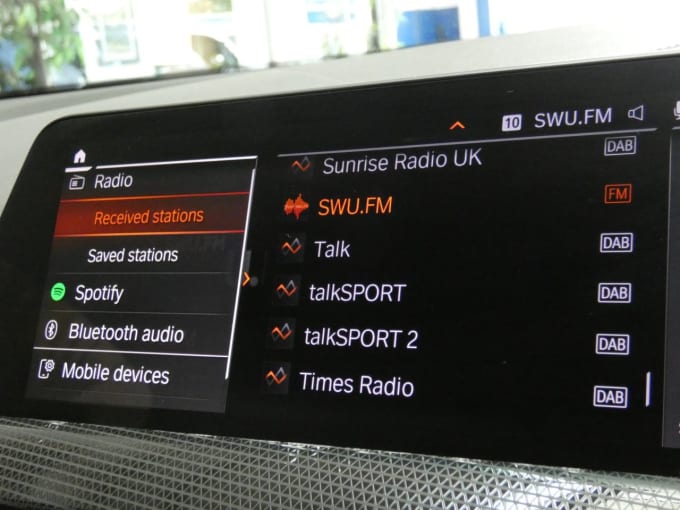 10 SWU.FM
Radio
Received stations
Saved stations
Spotify
Bluetooth audio
Mobile devices
Sunrise Radio UK DAB
SWU.FM FM
Talk DAB
talkSPORT DAB
talkSPORT 2 DAB
Times Radio DAB